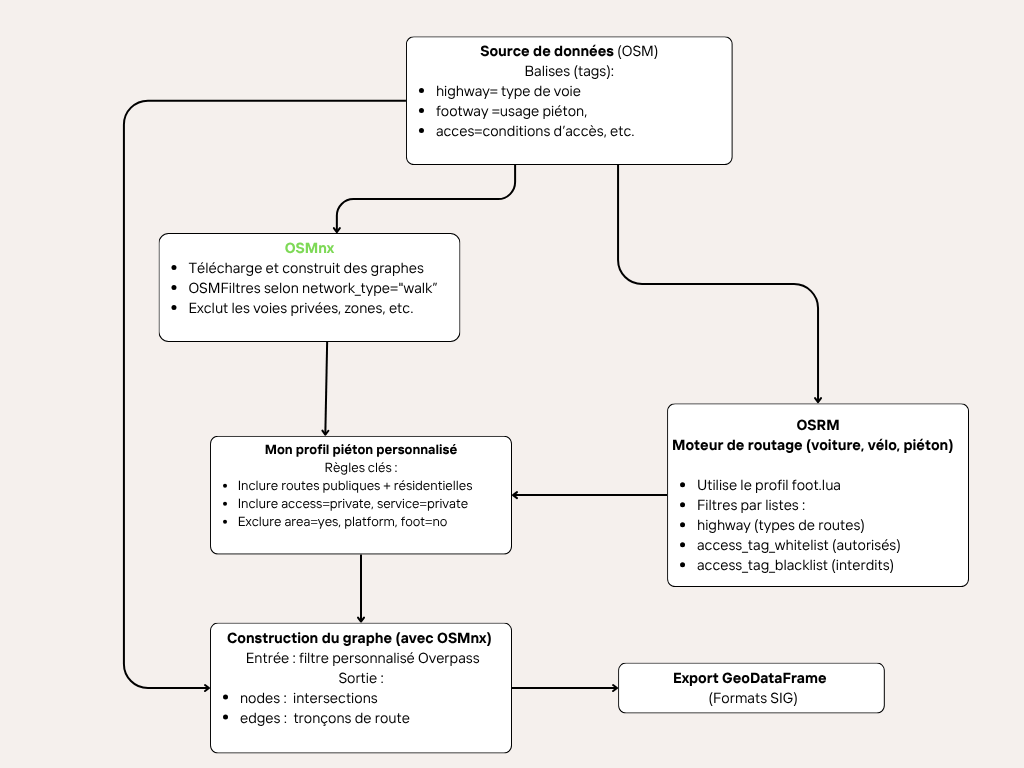 Source de données (OSM)
Balises (tags):
• highway= type de voie
• footway =usage piéton,
• acces=conditions d'accès, etc.
OSMnx
• Télécharge et construit des graphes
• OSMFiltres selon network_type="walk"
• Exclut les voies privées, zones, etc.
OSRM
Moteur de routage (voiture, vélo, piéton)
• Utilise le profil foot.lua
• Filtres par listes :
• highway (types de routes)
• access_tag_whitelist (autorisés)
• access_tag_blacklist (interdits)
Mon profil piéton personnalisé
Règles clés :
• Inclure routes publiques + résidentielles
• Inclure access=private, service=private
• Exclure area=yes, platform, foot=no
Construction du graphe (avec OSMnx)
Entrée : filtre personnalisé Overpass
Sortie :
• nodes : intersections
• edges : tronçons de route
Export GeoDataFrame
(Formats SIG)